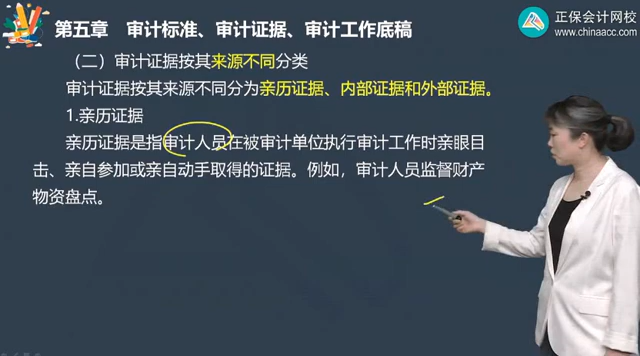 第五章 审计标准、审计证据、审计工作底稿
正保会计网校
www.chinaacc.com
（二）审计证据按其来源不同分类
审计证据按其来源不同分为亲历证据、内部证据和外部证据。
1.亲历证据
亲历证据是指审计人员在被审计单位执行审计工作时亲眼目
击、亲自参加或亲自动手取得的证据。例如，审计人员监督财产
物资盘点。